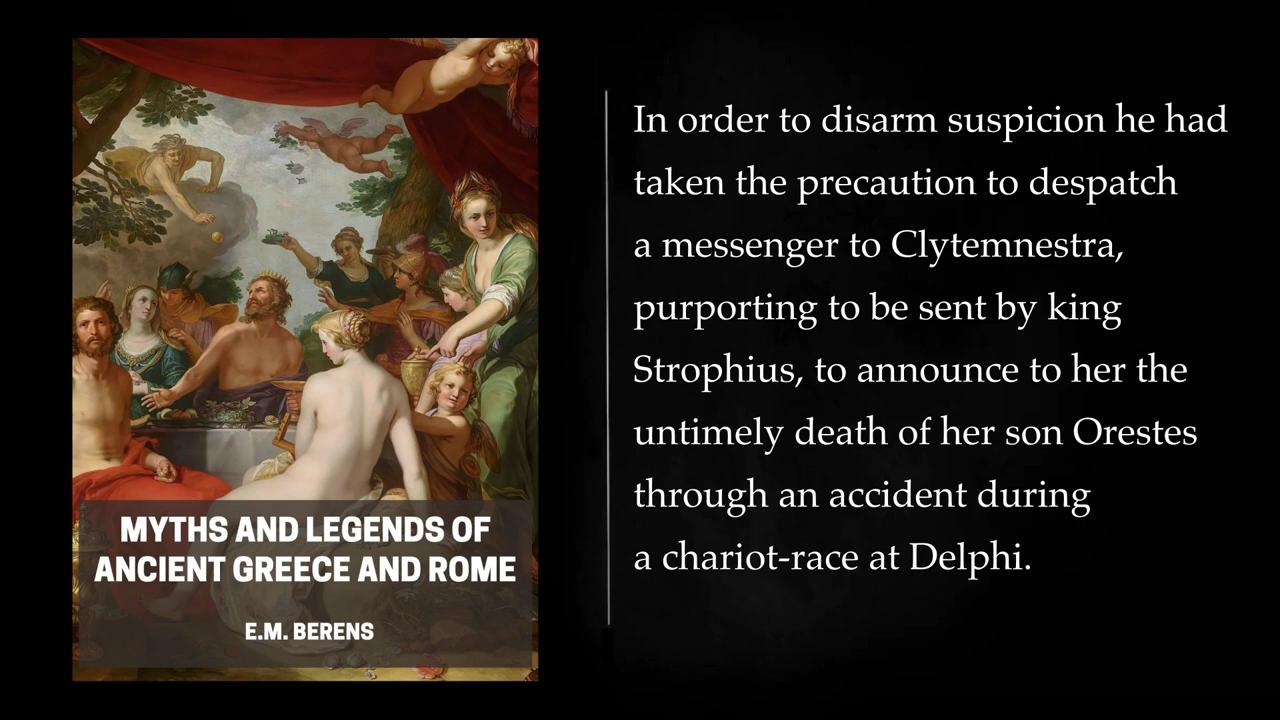 MYTHS AND LEGENDS OF
ANCIENT GREECE AND ROME
E.M. BERENS
In order to disarm suspicion he had
taken the precaution to despatch
a messenger to Clytemnestra,
purporting to be sent by king
Strophius, to announce to her the
untimely death of her son Orestes
through an accident during
a chariot-race at Delphi.